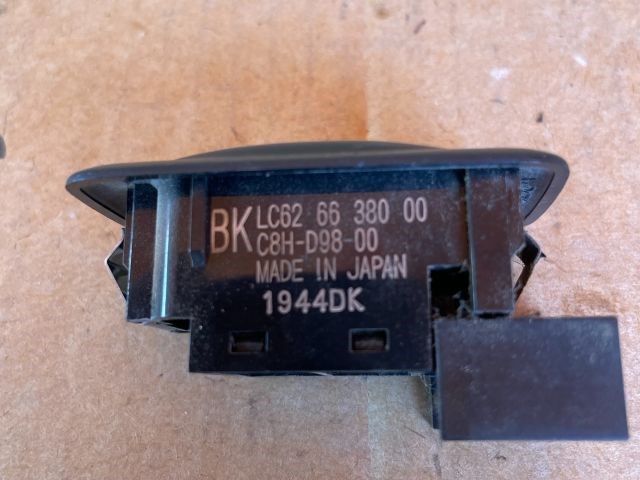 BK LC62 66 380 00
C8H-D98-00
MADE IN JAPAN
1944DK